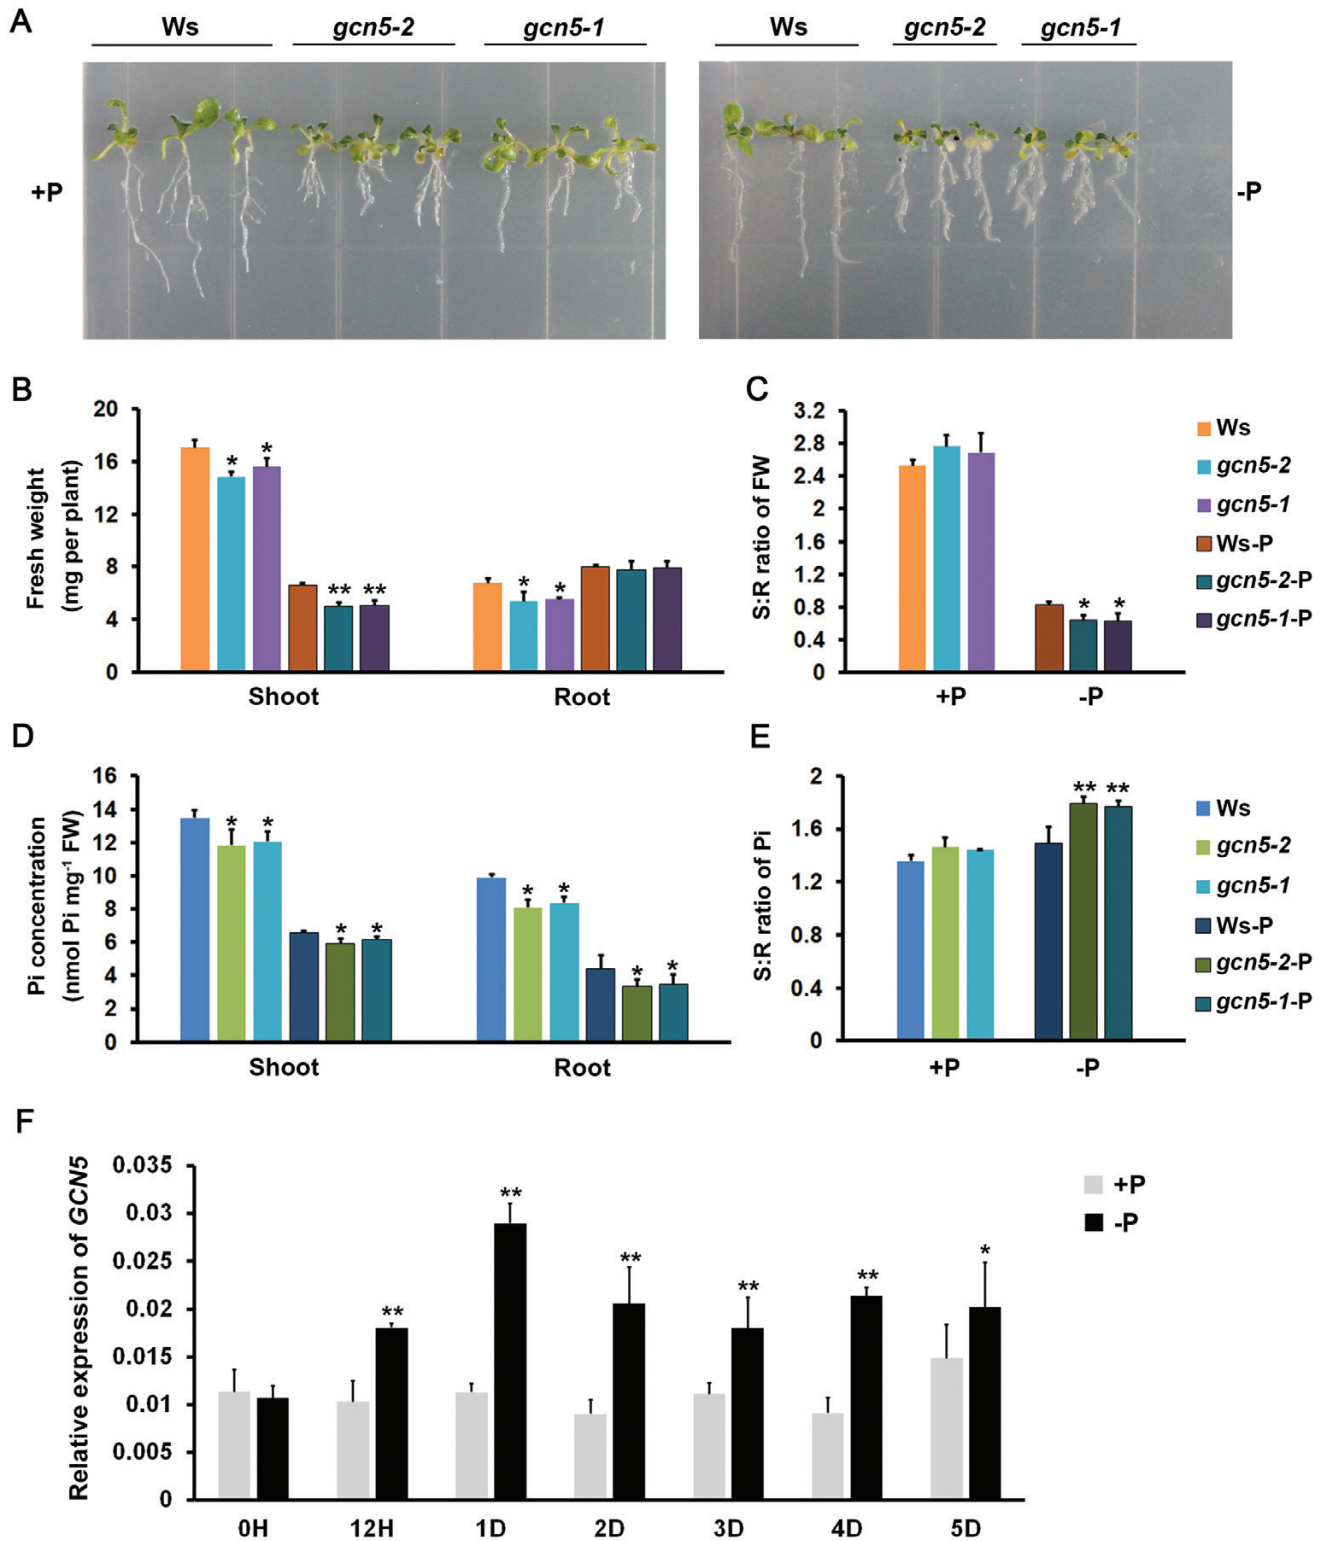 A
Ws gcn5-2 gcn5-1
Ws gcn5-2 gcn5-1
+P
-P
B
Fresh weight
(mg per plant)
20
16
12
8
4
0
Shoot Root
C
S:R ratio of FW
3.2
2.8
2.4
2
1.6
1.2
0.8
0.4
0
+P -P
* *
** **
* *
* *
Ws
gcn5-2
gcn5-1
Ws-P
gcn5-2-P
gcn5-1-P
D
Pi concentration
(nmol Pi mg⁻¹ FW)
16
14
12
10
8
6
4
2
0
* *
* *
* *
* *
Shoot Root
E
S:R ratio of Pi
2
1.6
1.2
0.8
0.4
0
** **
+P -P
Ws
gcn5-2
gcn5-1
Ws-P
gcn5-2-P
gcn5-1-P
F
Relative expression of GCN5
0.035
0.03
0.025
0.02
0.015
0.01
0.005
0
** ** ** ** ** *
0H 12H 1D 2D 3D 4D 5D
+P
-P